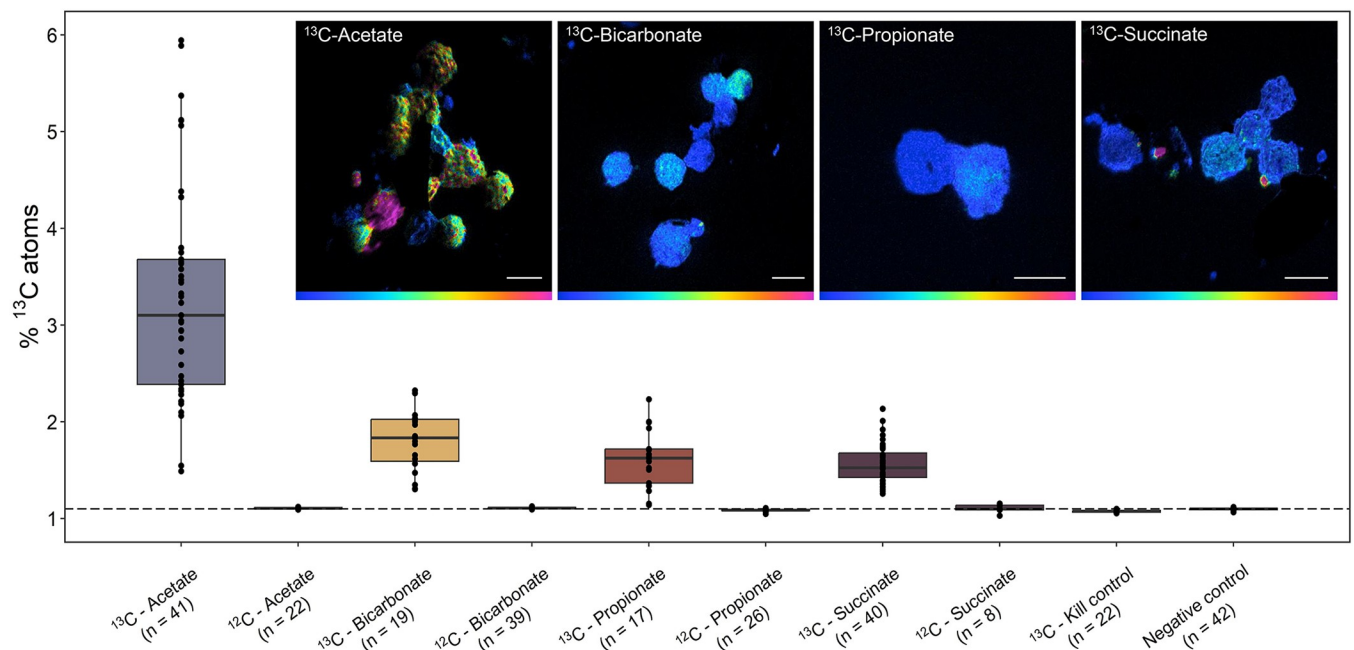 ¹³C-Acetate
¹³C-Bicarbonate
¹³C-Propionate
¹³C-Succinate
% ¹³C atoms
6
5
4
3
2
1
¹³C - Acetate
(n = 41)
¹²C - Acetate
(n = 22)
¹³C - Bicarbonate
(n = 19)
¹²C - Bicarbonate
(n = 39)
¹³C - Propionate
(n = 17)
¹²C - Propionate
(n = 26)
¹³C - Succinate
(n = 40)
¹²C - Succinate
(n = 8)
¹³C - Kill control
(n = 22)
Negative control
(n = 42)